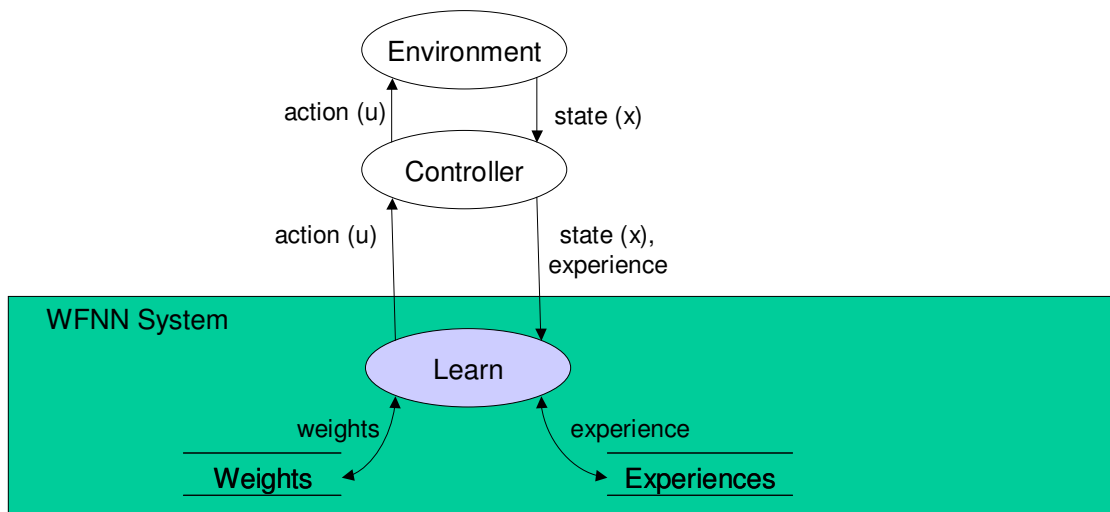 Environment
action (u)
state (x)
Controller
action (u)
state (x),
experience
WFNN System
Learn
weights
experience
Weights
Experiences